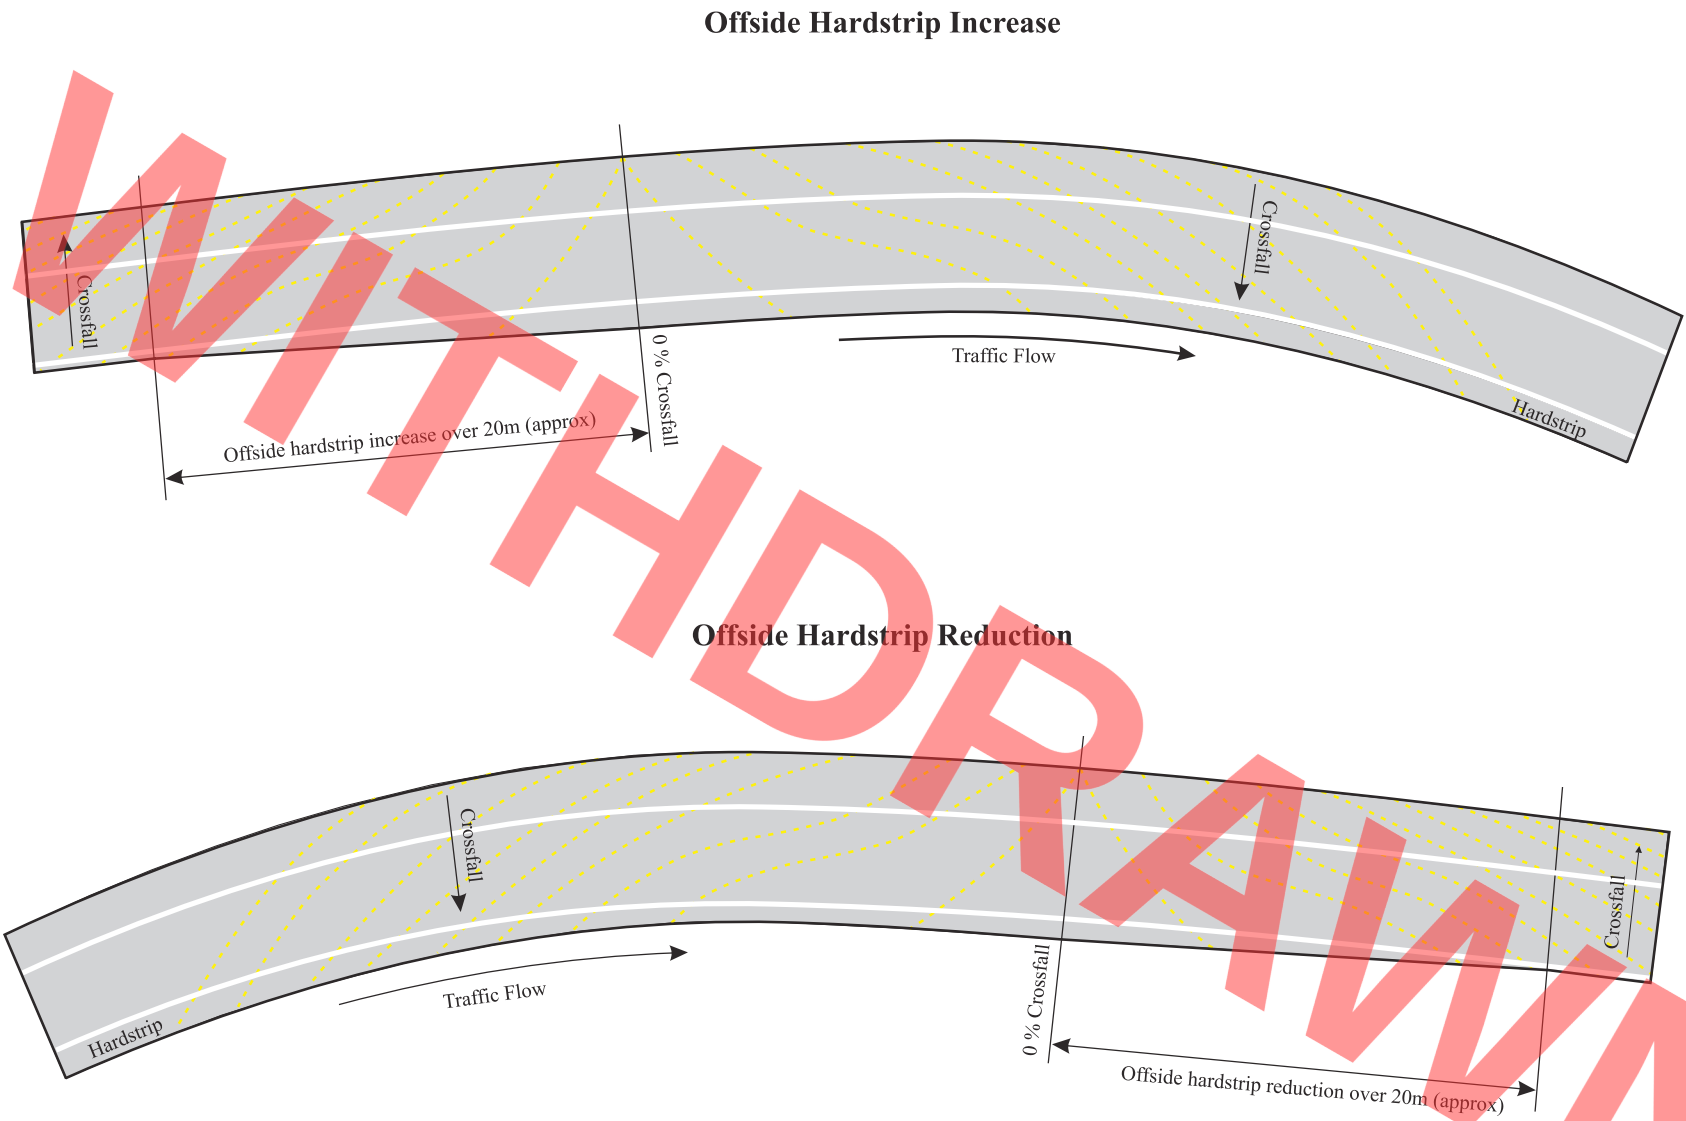 Offside Hardstrip Increase
Crossfall
Crossfall
0 % Crossfall
Traffic Flow
Hardstrip
Offside hardstrip increase over 20m (approx)
WITHDRAWN
Offside Hardstrip Reduction
Crossfall
Crossfall
0 % Crossfall
Traffic Flow
Hardstrip
Offside hardstrip reduction over 20m (approx)